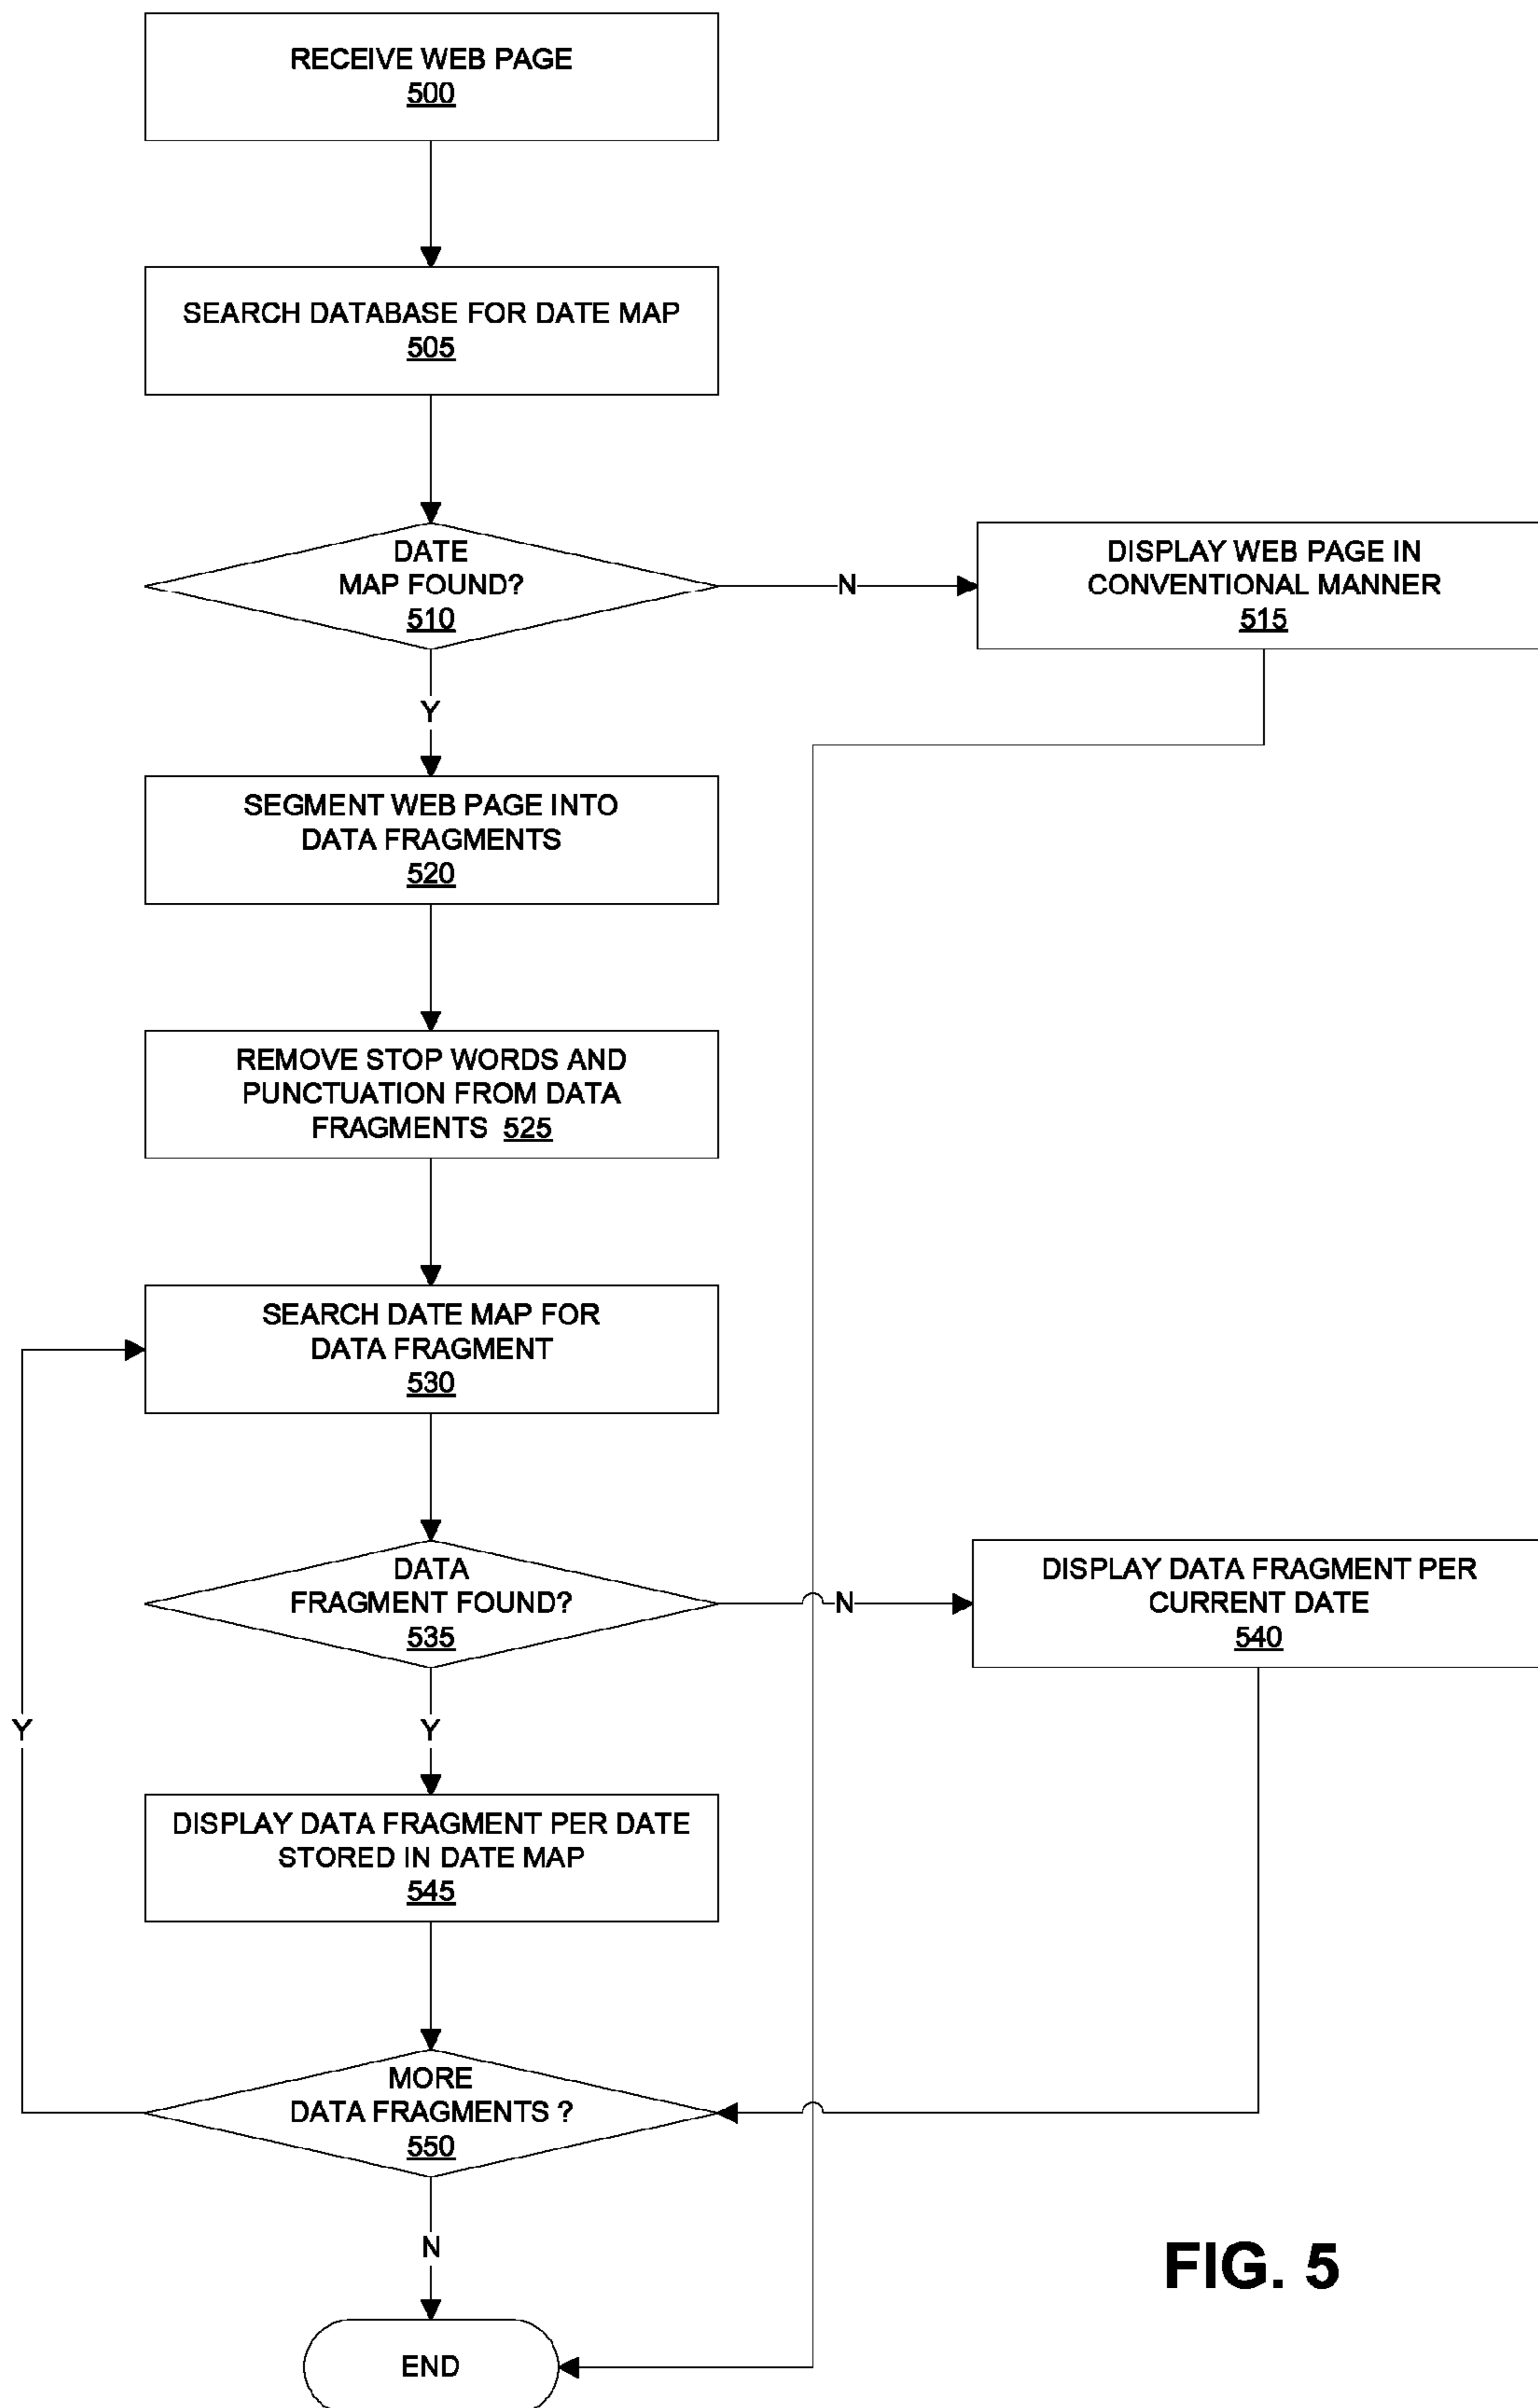 RECEIVE WEB PAGE
500
SEARCH DATABASE FOR DATE MAP
505
DATE
MAP FOUND?
510
N
DISPLAY WEB PAGE IN
CONVENTIONAL MANNER
515
Y
SEGMENT WEB PAGE INTO
DATA FRAGMENTS
520
REMOVE STOP WORDS AND
PUNCTUATION FROM DATA
FRAGMENTS 525
SEARCH DATE MAP FOR
DATA FRAGMENT
530
DATA
FRAGMENT FOUND?
535
N
DISPLAY DATA FRAGMENT PER
CURRENT DATE
540
Y
Y
DISPLAY DATA FRAGMENT PER DATE
STORED IN DATE MAP
545
MORE
DATA FRAGMENTS ?
550
N
END
FIG. 5